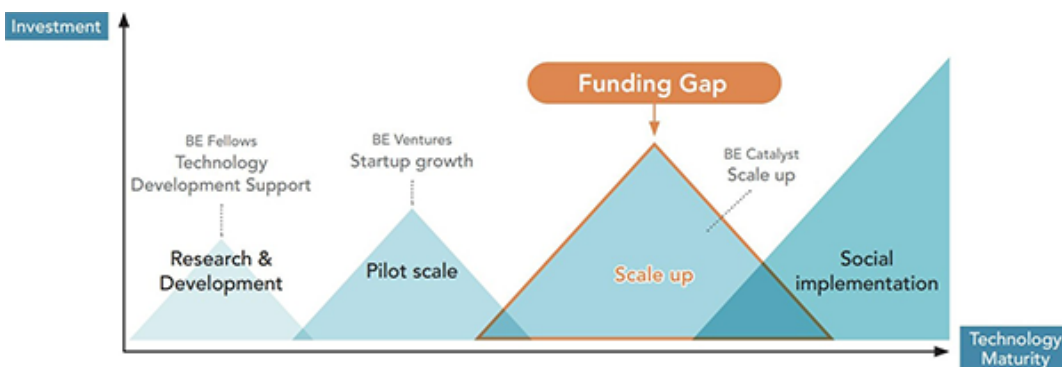 Investment
Funding Gap
BE Fellows
Technology
Development Support
BE Ventures
Startup growth
BE Catalyst
Scale up
Research &
Development
Pilot scale
Scale up
Social
implementation
Technology
Maturity